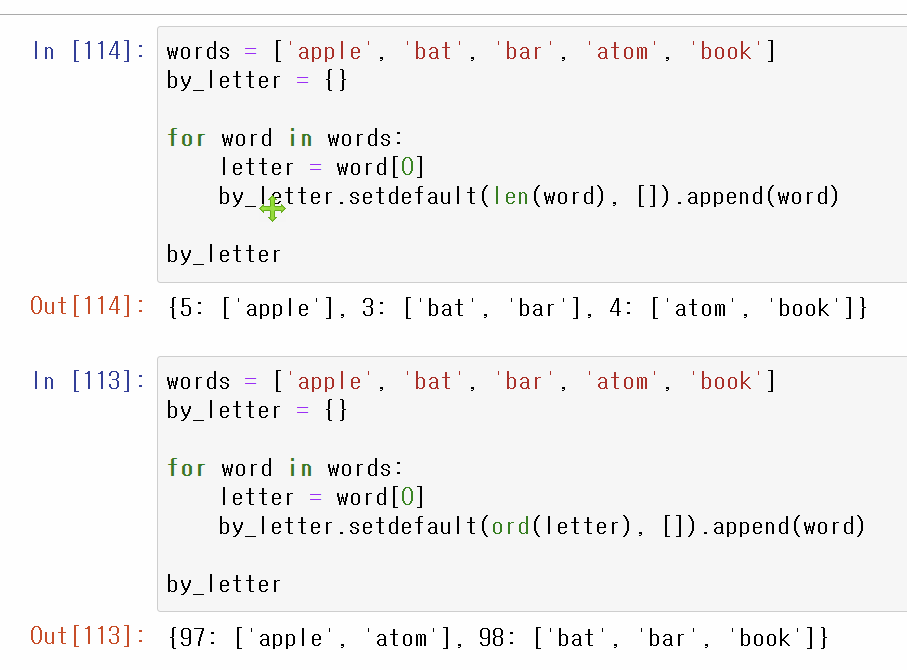 In [114]: words = ['apple', 'bat', 'bar', 'atom', 'book']
by_letter = {}
for word in words:
letter = word[0]
by_letter.setdefault(len(word), []).append(word)
by_letter
Out[114]: {5: ['apple'], 3: ['bat', 'bar'], 4: ['atom', 'book']}
In [113]: words = ['apple', 'bat', 'bar', 'atom', 'book']
by_letter = {}
for word in words:
letter = word[0]
by_letter.setdefault(ord(letter), []).append(word)
by_letter
Out[113]: {97: ['apple', 'atom'], 98: ['bat', 'bar', 'book']}